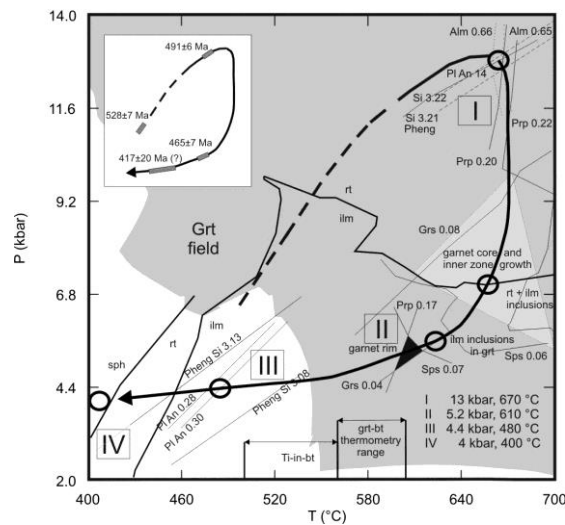 14.0
11.6
9.2
6.8
4.4
2.0
P (kbar)
400
460
520
580
640
700
T (°C)
491±6 Ma
528±7 Ma
465±7 Ma
417±20 Ma (?)
Alm 0.66
Alm 0.65
Pl An 14
Si 3.22
Si 3.21
Pheng
I
Prp 0.22
Prp 0.20
rt
ilm
Grt
field
Grs 0.08
garnet core and
inner zone growth
rt + ilm
inclusions
Prp 0.17
II
garnet rim
ilm inclusions
in grt
Sps 0.06
Sps 0.07
Grs 0.04
ilm
rt
sph
Pheng Si 3.13
III
Pl An 0.28
Pl An 0.30
Pheng Si 3.08
IV
I 13 kbar, 670 °C
II 5.2 kbar, 610 °C
III 4.4 kbar, 480 °C
IV 4 kbar, 400 °C
grt-bt
thermometry
range
Ti-in-bt